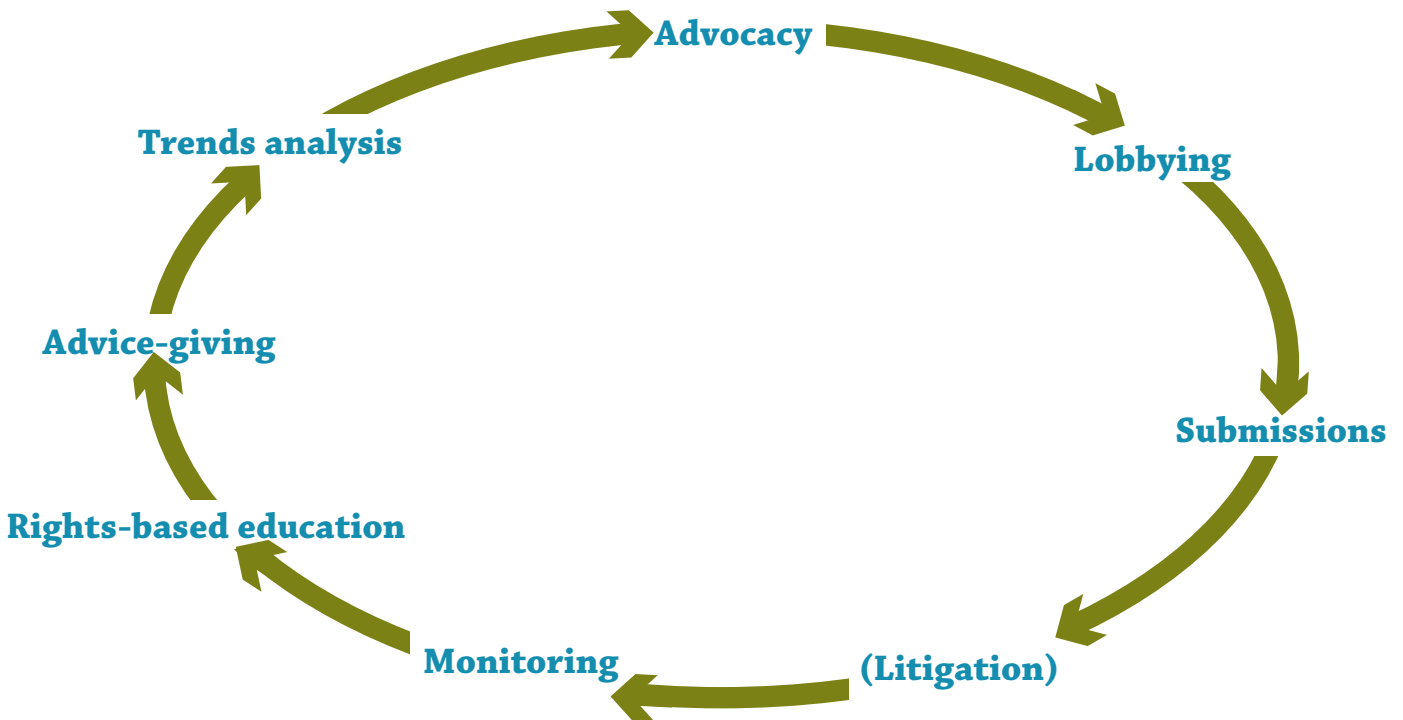 Advocacy
Lobbying
Submissions
(Litigation)
Monitoring
Rights-based education
Advice-giving
Trends analysis